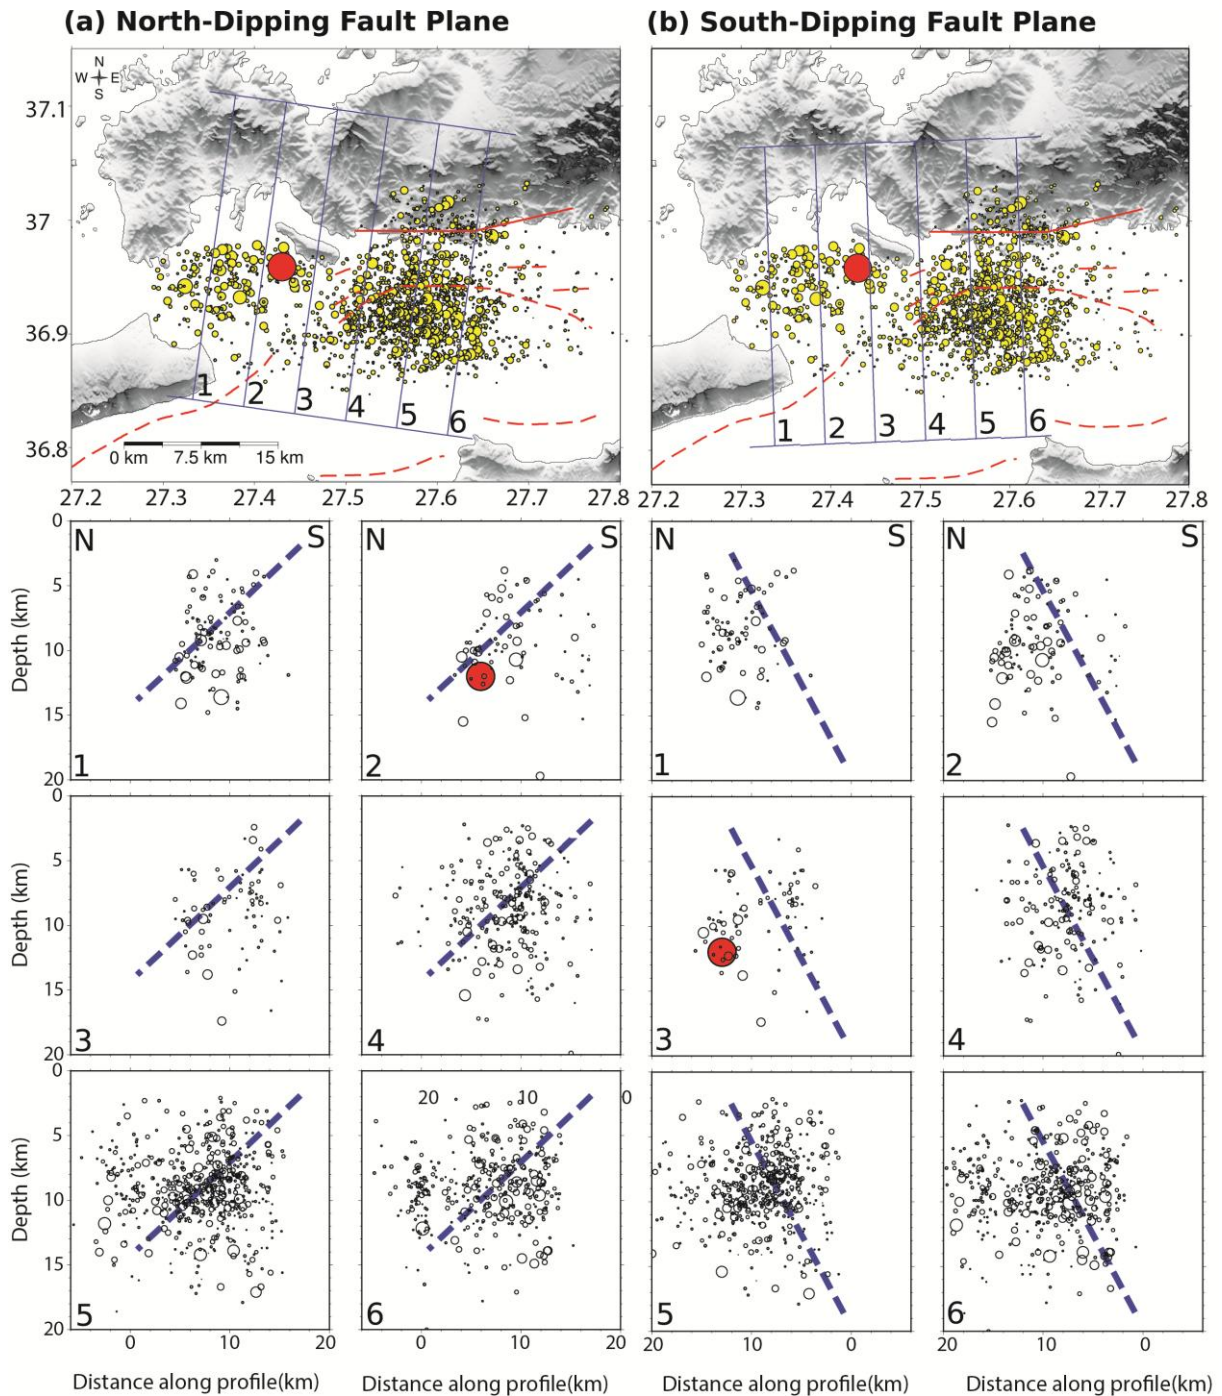 (a) North-Dipping Fault Plane
(b) South-Dipping Fault Plane
N
W E
S
37.1
37
36.9
36.8
1 2 3 4 5 6
0 km 7.5 km 15 km
27.2 27.3 27.4 27.5 27.6 27.7 27.8
1 2 3 4 5 6
27.2 27.3 27.4 27.5 27.6 27.7 27.8
0
5
10
15
20
Depth (km)
N S
1
N
2
N S
1
N S
2
0
5
10
15
20
Depth (km)
3
4
3
4
0
5
10
15
20
Depth (km)
5
20 10 0
6
5
6
0 10 20
0 10 20
20 10 0
10 0
Distance along profile(km)
Distance along profile(km)
Distance along profile(km)
Distance along profile(km)